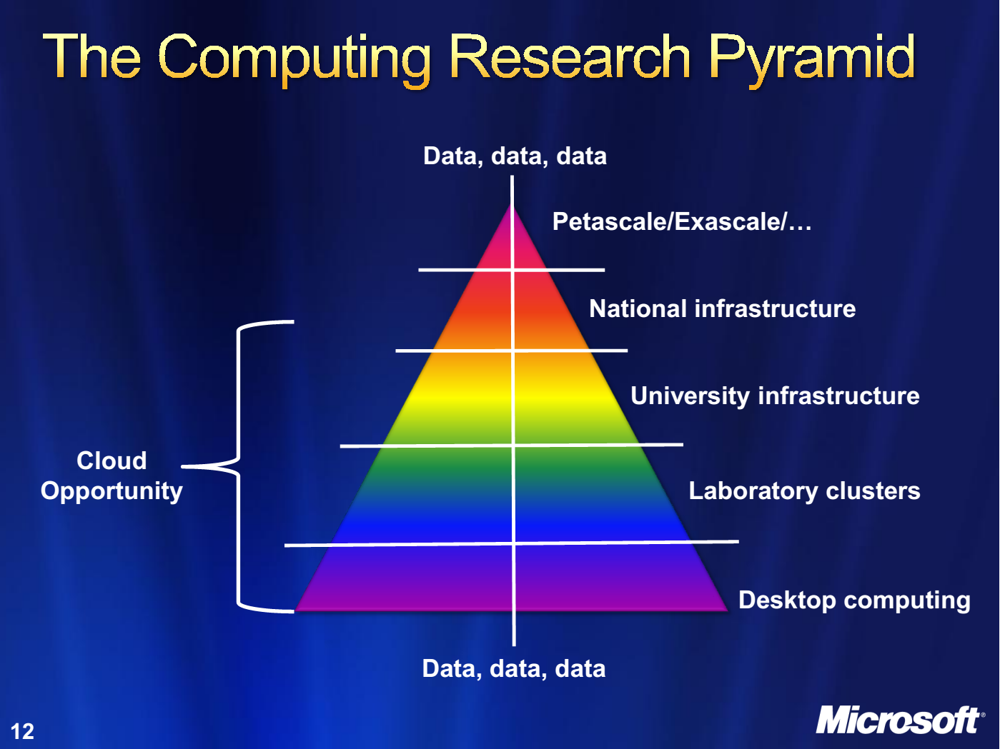 The Computing Research Pyramid
Data, data, data
Petascale/Exascale/…
National infrastructure
University infrastructure
Cloud
Opportunity
Laboratory clusters
Desktop computing
Data, data, data
12
Microsoft®